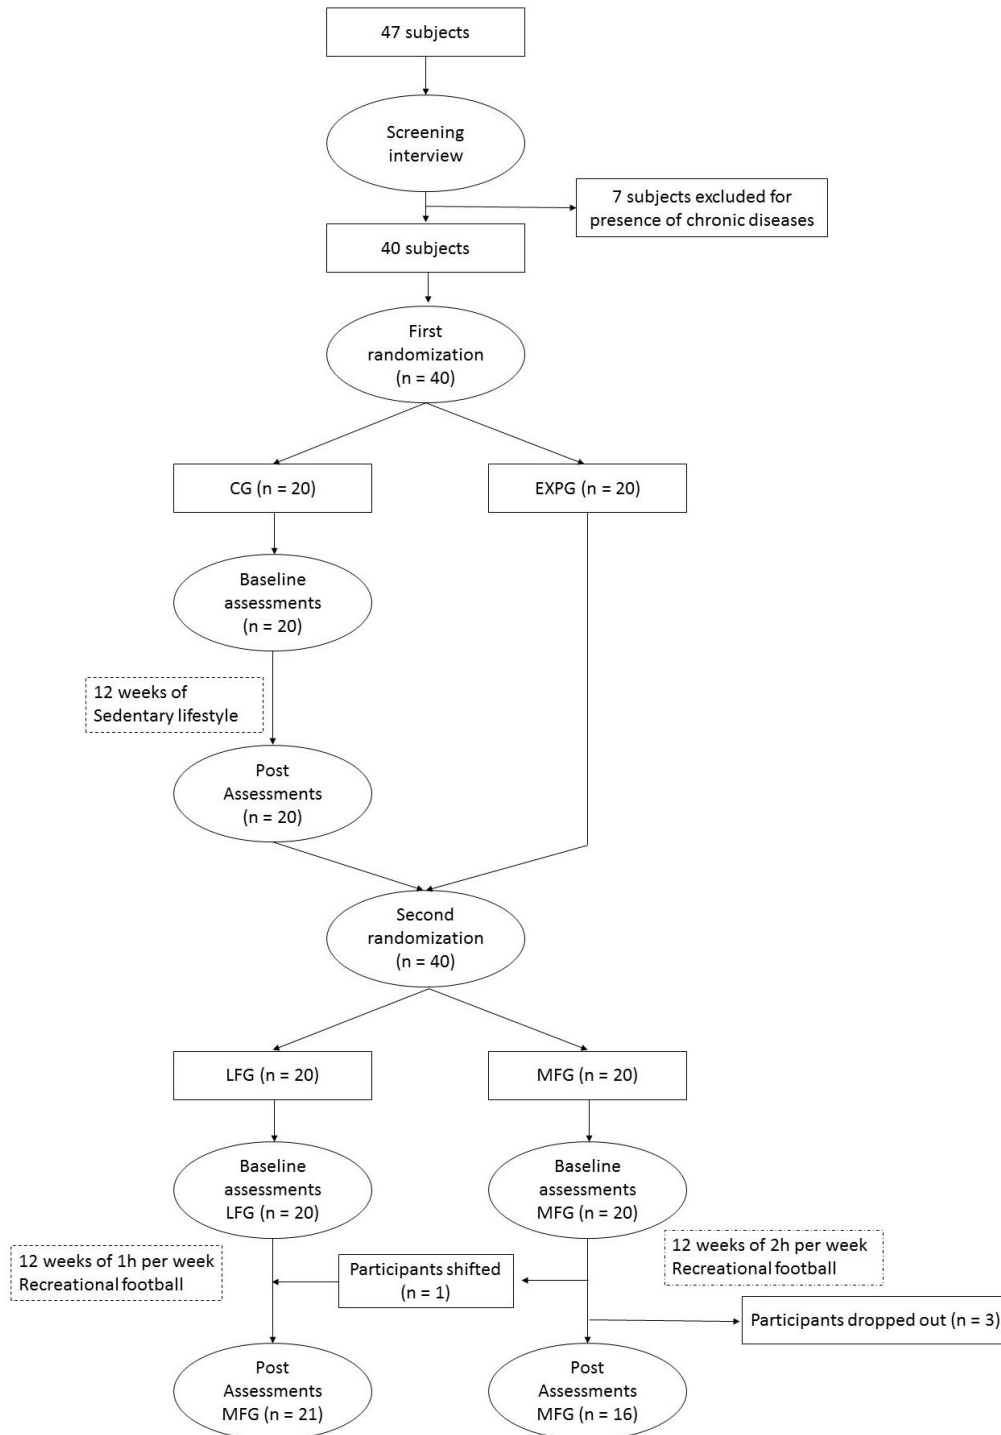 47 subjects
Screening
interview
7 subjects excluded for
presence of chronic diseases
40 subjects
First
randomization
(n = 40)
CG (n = 20)
EXPG (n = 20)
Baseline
assessments
(n = 20)
12 weeks of
Sedentary lifestyle
Post
Assessments
(n = 20)
Second
randomization
(n = 40)
LFG (n = 20)
MFG (n = 20)
Baseline
assessments
LFG (n = 20)
Baseline
assessments
MFG (n = 20)
12 weeks of 1h per week
Recreational football
Participants shifted
(n = 1)
12 weeks of 2h per week
Recreational football
Participants dropped out (n = 3)
Post
Assessments
MFG (n = 21)
Post
Assessments
MFG (n = 16)